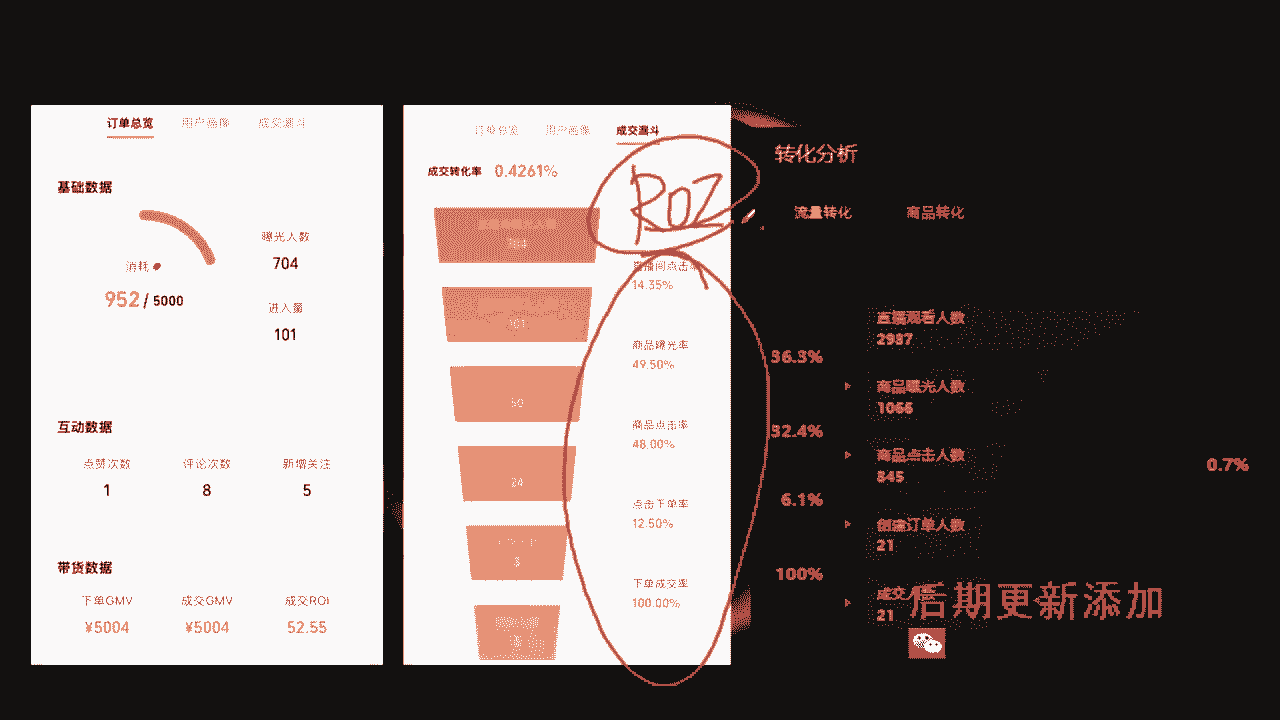 订单总览 用户画像 成交漏斗
基础数据
曝光人数
704
消耗
952 / 5000
进入量
101
互动数据
点赞次数 评论次数 新增关注
1 8 5
带货数据
下单GMV 成交GMV 成交ROI
¥5004 ¥5004 52.55
订单总览 用户画像 成交漏斗
成交转化率 0.4261%
704
直播间点击率
14.35%
101
商品曝光率
49.50%
50
商品点击率
48.00%
24
点击下单率
12.50%
3
下单成交率
100.00%
转化分析
流量转化 商品转化
直播观看人数
2937
36.3%
商品曝光人数
1066
32.4%
商品点击人数
345
0.7%
6.1%
创建订单人数
21
100%
21
后期更新添加